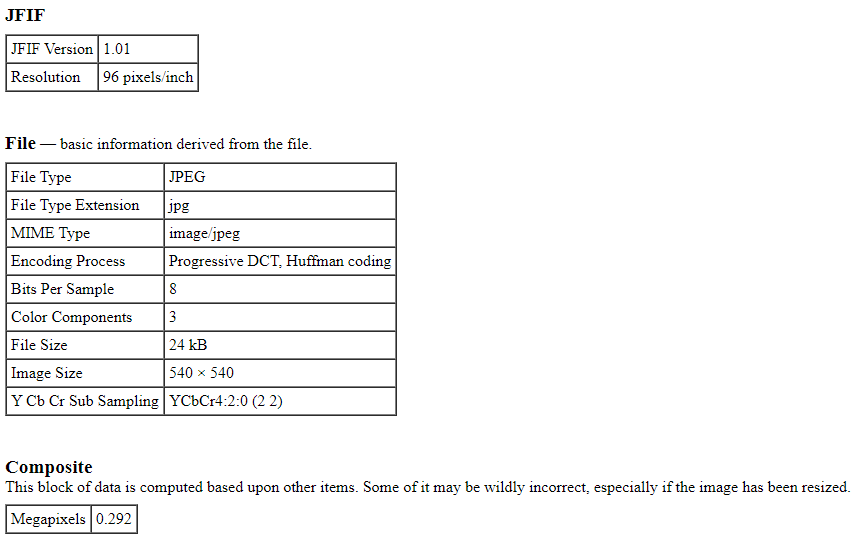 JFIF
JFIF Version 1.01
Resolution 96 pixels/inch
File — basic information derived from the file.
File Type JPEG
File Type Extension jpg
MIME Type image/jpeg
Encoding Process Progressive DCT, Huffman coding
Bits Per Sample 8
Color Components 3
File Size 24 kB
Image Size 540 × 540
Y Cb Cr Sub Sampling YCbCr4:2:0 (2 2)
Composite
This block of data is computed based upon other items. Some of it may be wildly incorrect, especially if the image has been resized.
Megapixels 0.292